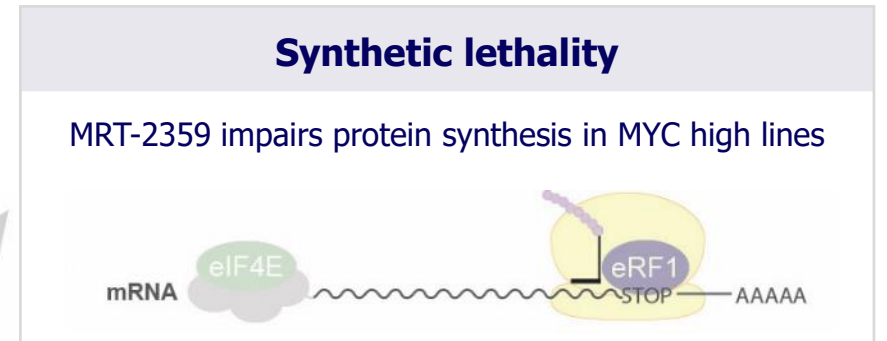 Synthetic lethality
MRT-2359 impairs protein synthesis in MYC high lines
eIF4E
eRF1
mRNA
STOP
AAAAA